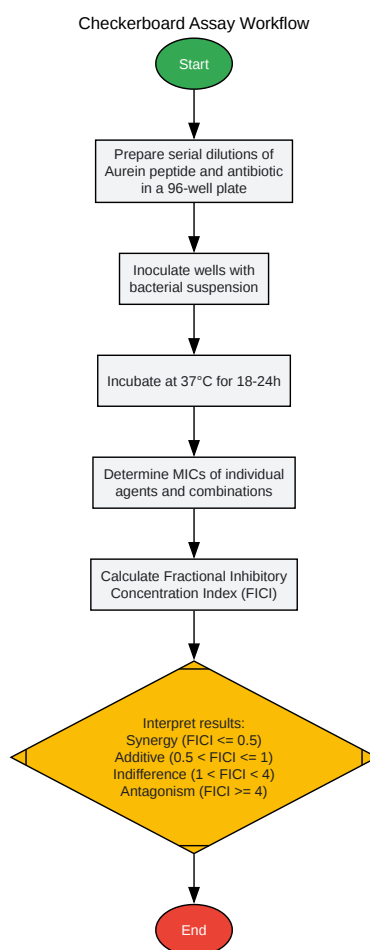 Checkerboard Assay Workflow
Start
Prepare serial dilutions of
Aurein peptide and antibiotic
in a 96-well plate
Inoculate wells with
bacterial suspension
Incubate at 37°C for 18-24h
Determine MICs of individual
agents and combinations
Calculate Fractional Inhibitory
Concentration Index (FICI)
Interpret results:
Synergy (FICI <= 0.5)
Additive (0.5 < FICI <= 1)
Indifference (1 < FICI < 4)
Antagonism (FICI >= 4)
End